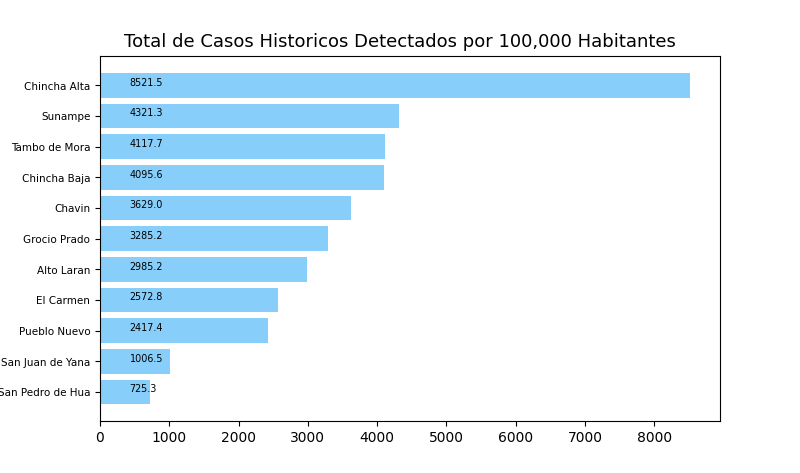 Total de Casos Historicos Detectados por 100,000 Habitantes
Chincha Alta 8521.5
Sunampe 4321.3
Tambo de Mora 4117.7
Chincha Baja 4095.6
Chavin 3629.0
Grocio Prado 3285.2
Alto Laran 2985.2
El Carmen 2572.8
Pueblo Nuevo 2417.4
San Juan de Yana 1006.5
San Pedro de Hua 725.3
0 1000 2000 3000 4000 5000 6000 7000 8000